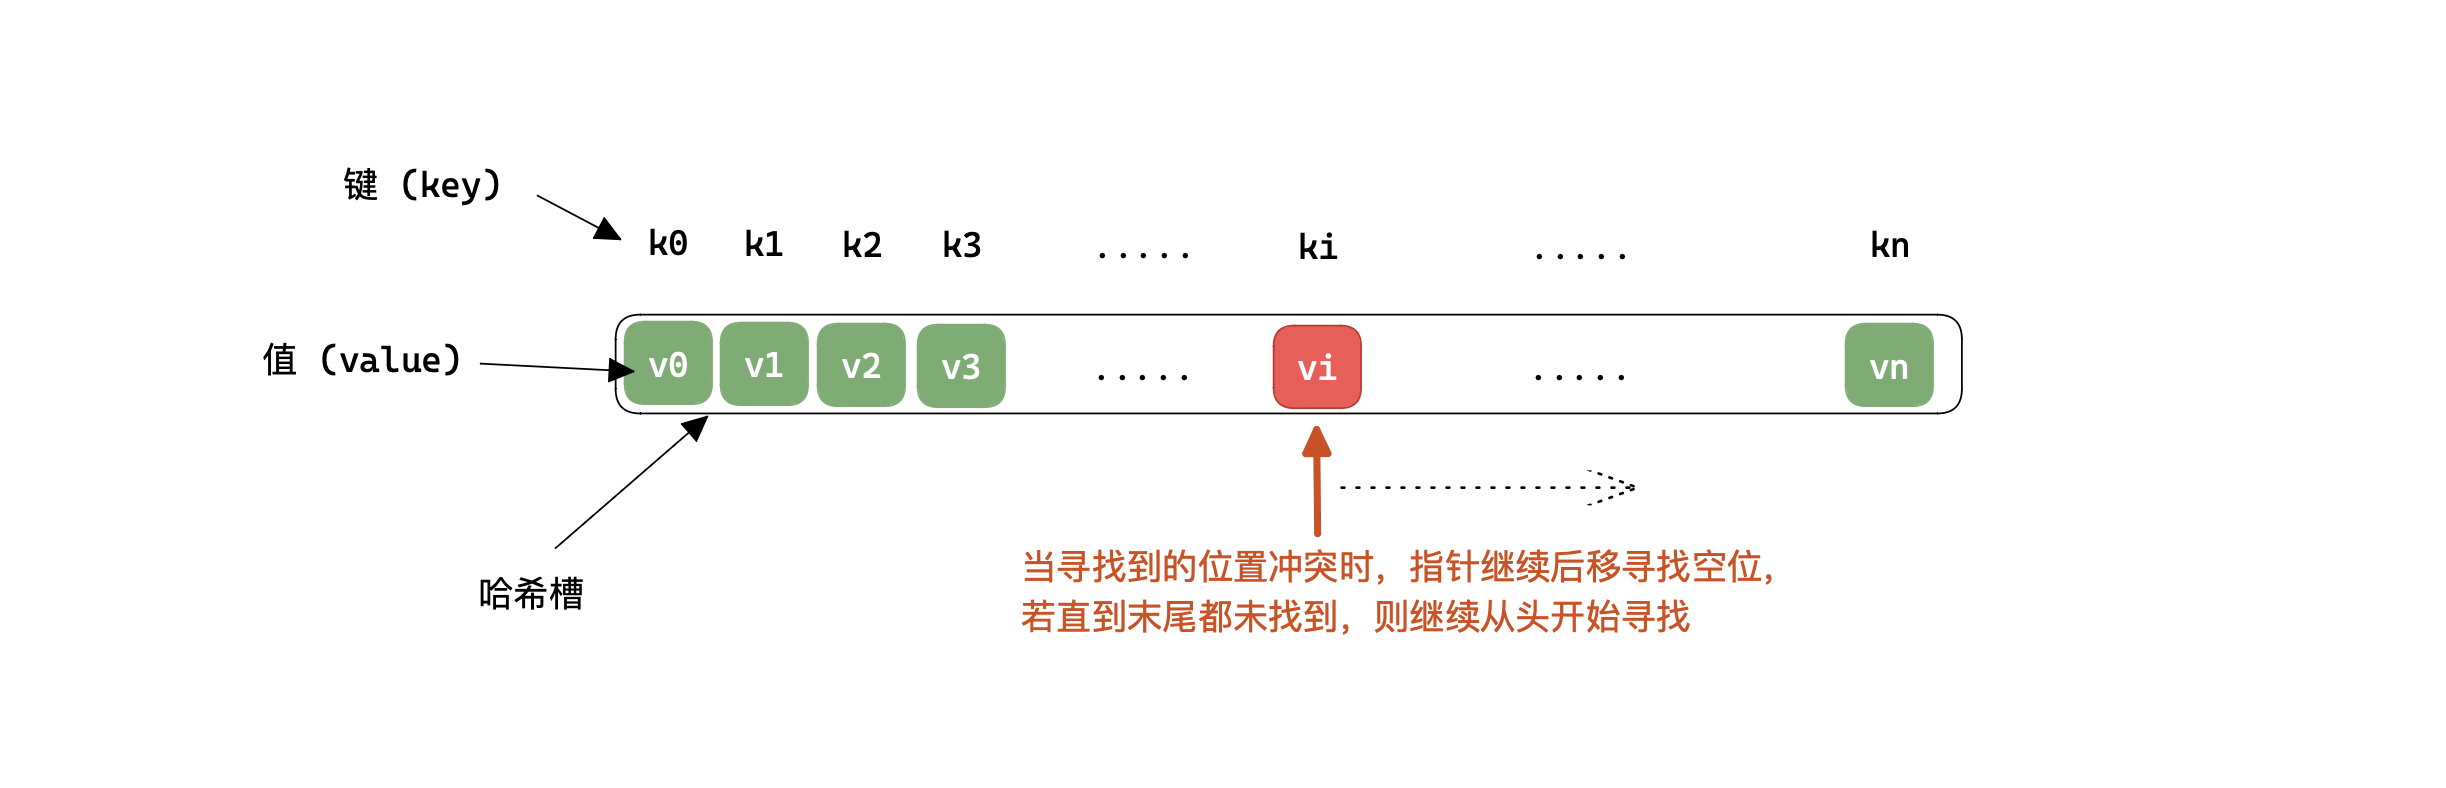 键 (key)
k0 k1 k2 k3 ..... ki ..... kn
值 (value)
v0 v1 v2 v3 ..... vi ..... vn
哈希槽
当寻找到的位置冲突时，指针继续后移寻找空位，
若直到末尾都未找到，则继续从头开始寻找